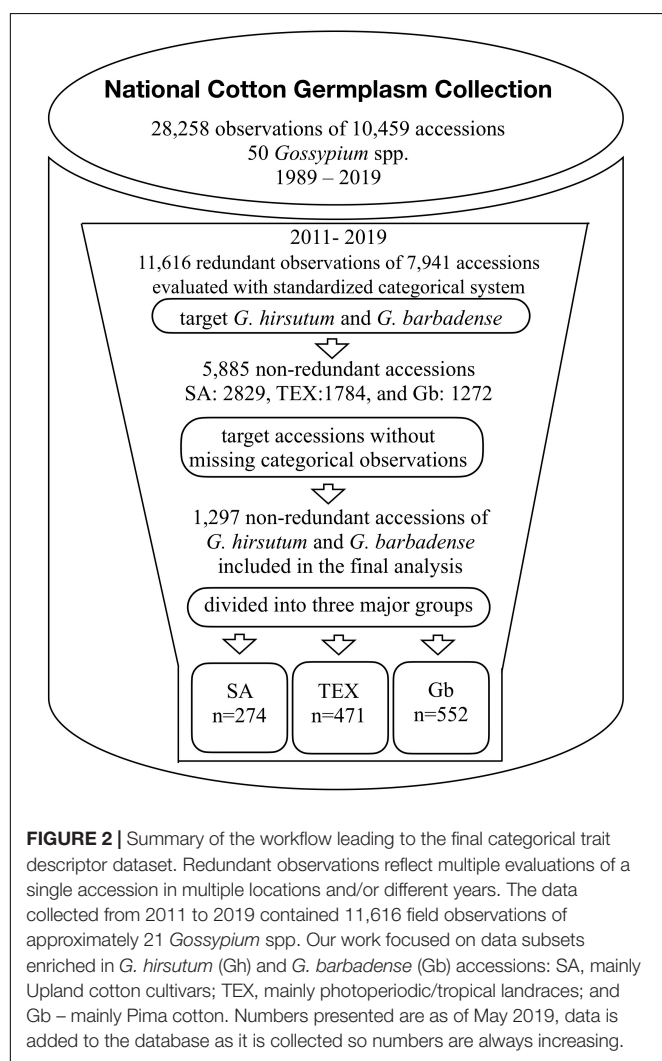 National Cotton Germplasm Collection
28,258 observations of 10,459 accessions
50 Gossypium spp.
1989 – 2019
2011- 2019
11,616 redundant observations of 7,941 accessions
evaluated with standardized categorical system
target G. hirsutum and G. barbadense
5,885 non-redundant accessions
SA: 2829, TEX:1784, and Gb: 1272
target accessions without
missing categorical observations
1,297 non-redundant accessions of
G. hirsutum and G. barbadense
included in the final analysis
divided into three major groups
SA
n=274
TEX
n=471
Gb
n=552
FIGURE 2 | Summary of the workflow leading to the final categorical trait
descriptor dataset. Redundant observations reflect multiple evaluations of a
single accession in multiple locations and/or different years. The data
collected from 2011 to 2019 contained 11,616 field observations of
approximately 21 Gossypium spp. Our work focused on data subsets
enriched in G. hirsutum (Gh) and G. barbadense (Gb) accessions: SA, mainly
Upland cotton cultivars; TEX, mainly photoperiodic/tropical landraces; and
Gb – mainly Pima cotton. Numbers presented are as of May 2019, data is
added to the database as it is collected so numbers are always increasing.